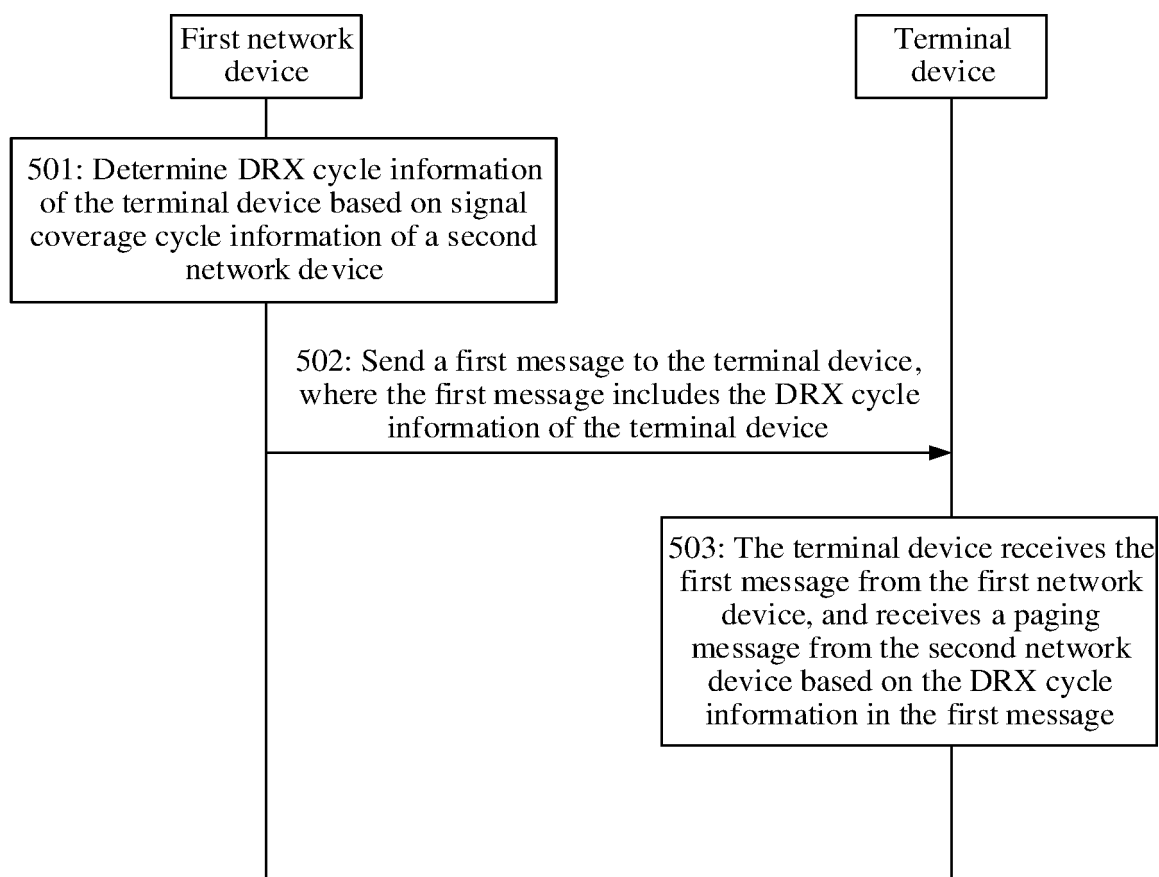 First network
device
Terminal
device
501: Determine DRX cycle information
of the terminal device based on signal
coverage cycle information of a second
network device
502: Send a first message to the terminal device,
where the first message includes the DRX cycle
information of the terminal device
503: The terminal device receives the
first message from the first network
device, and receives a paging
message from the second network
device based on the DRX cycle
information in the first message